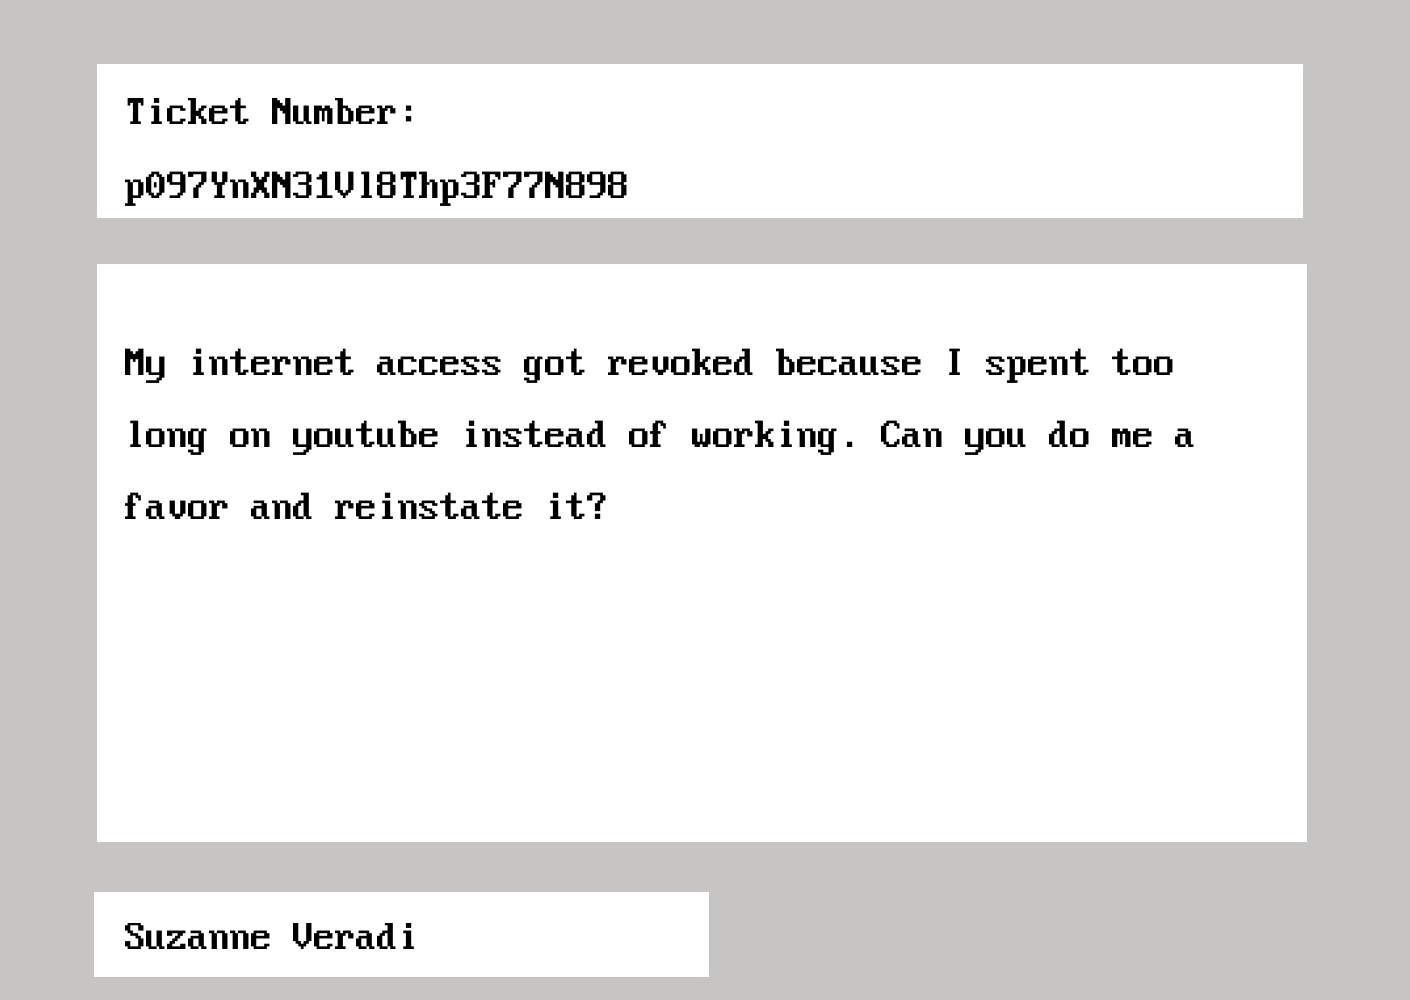 Ticket Number:
p097YnXN31Vl8Thp3F77N898
My internet access got revoked because I spent too
long on youtube instead of working. Can you do me a
favor and reinstate it?
Suzanne Veradi